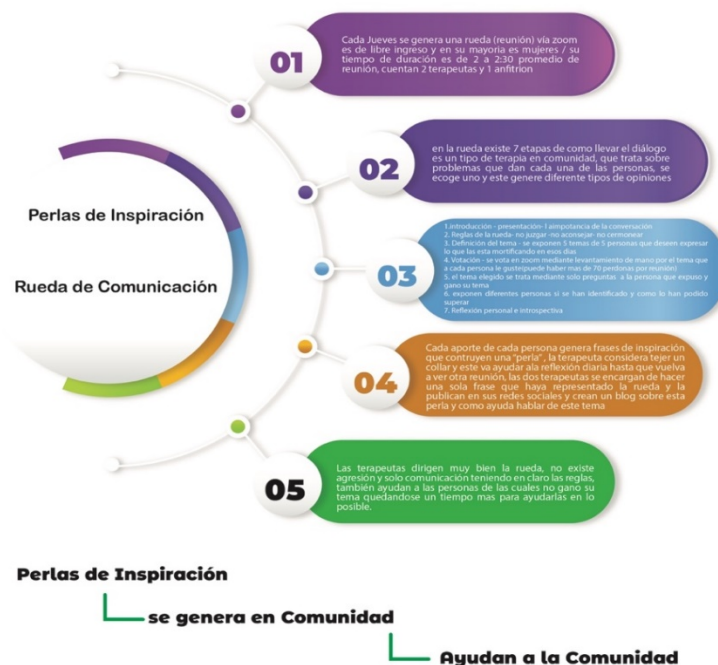 01
Cada Jueves se genera una rueda (reunión) vía zoom
es de libre ingreso y en su mayoria es mujeres / su
tiempo de duración es de 2 a 2:30 promedio de
reunión, cuentan 2 terapeutas y 1 anfitrion
02
en la rueda existe 7 etapas de como llevar el diálogo
es un tipo de terapia en comunidad, que trata sobre
problemas que dan cada una de las personas, se
ecoge uno y este genere diferente tipos de opiniones
Perlas de Inspiración
Rueda de Comunicación
03
1.introducción - presentación-1 aimpotancia de la conversación
2. Reglas de la rueda- no juzgar -no aconsejar- no cermonear
3. Definición del tema - se exponen 5 temas de 5 personas que deseen expresar
lo que las esta mortificando en esos dias
4. Votación - se vota en zoom mediante levantamiento de mano por el tema que
a cada persona le guste(puede haber mas de 70 perdonas por reunión)
5. el tema elegido se trata mediante solo preguntas a la persona que expuso y
gano su tema
6. exponen diferentes personas si se han identificado y como lo han podido
superar
7. Reflexión personal e introspectiva
04
Cada aporte de cada persona genera frases de inspiración
que contruyen una "perla", la terapeuta considera tejer un
collar y este va ayudar ala reflexión diaria hasta que vuelva
a ver otra reunión, las dos terapeutas se encargan de hacer
una sola frase que haya representado la rueda y la
publican en sus redes sociales y crean un blog sobre esta
perla y como ayuda hablar de este tema
05
Las terapeutas dirigen muy bien la rueda, no existe
agresión y solo comunicación teniendo en claro las reglas,
también ayudan a las personas de las cuales no gano su
tema quedandose un tiempo mas para ayudarlas en lo
posible.
Perlas de Inspiración
se genera en Comunidad
Ayudan a la Comunidad